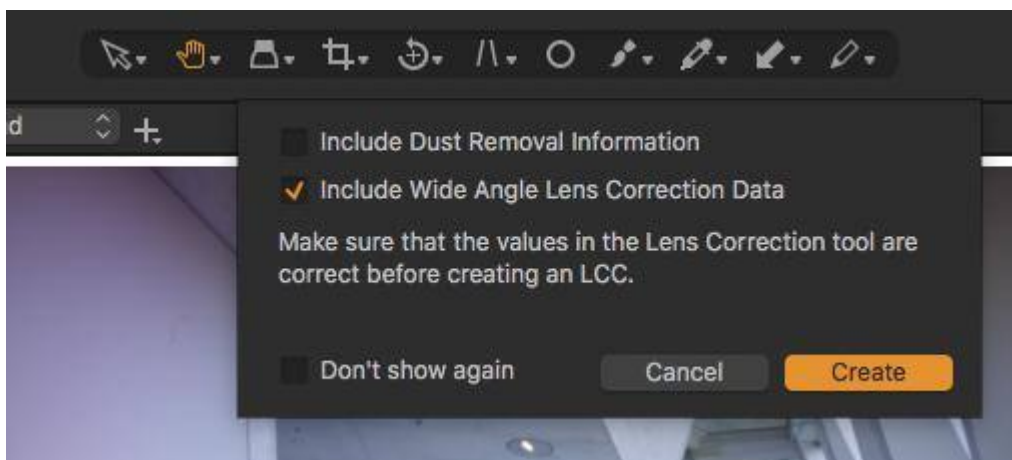 d
Include Dust Removal Information
Include Wide Angle Lens Correction Data
Make sure that the values in the Lens Correction tool are
correct before creating an LCC.
Don't show again
Cancel
Create